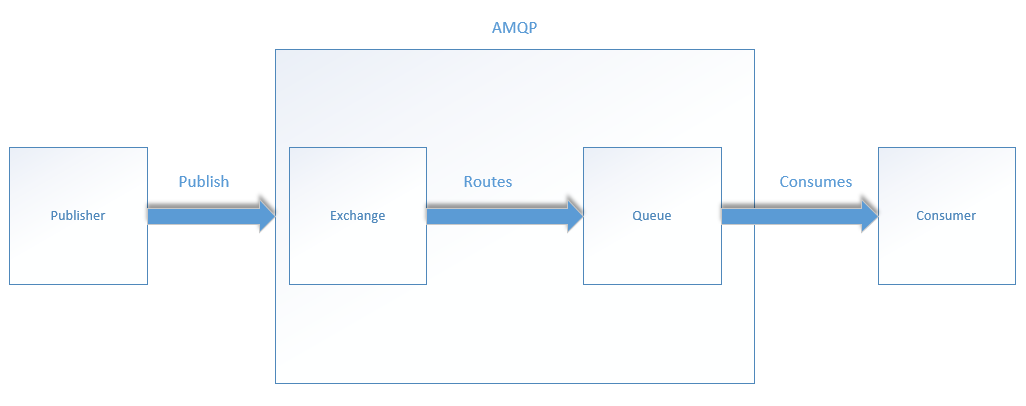 AMQP
Publish
Routes
Consumes
Publisher
Exchange
Queue
Consumer